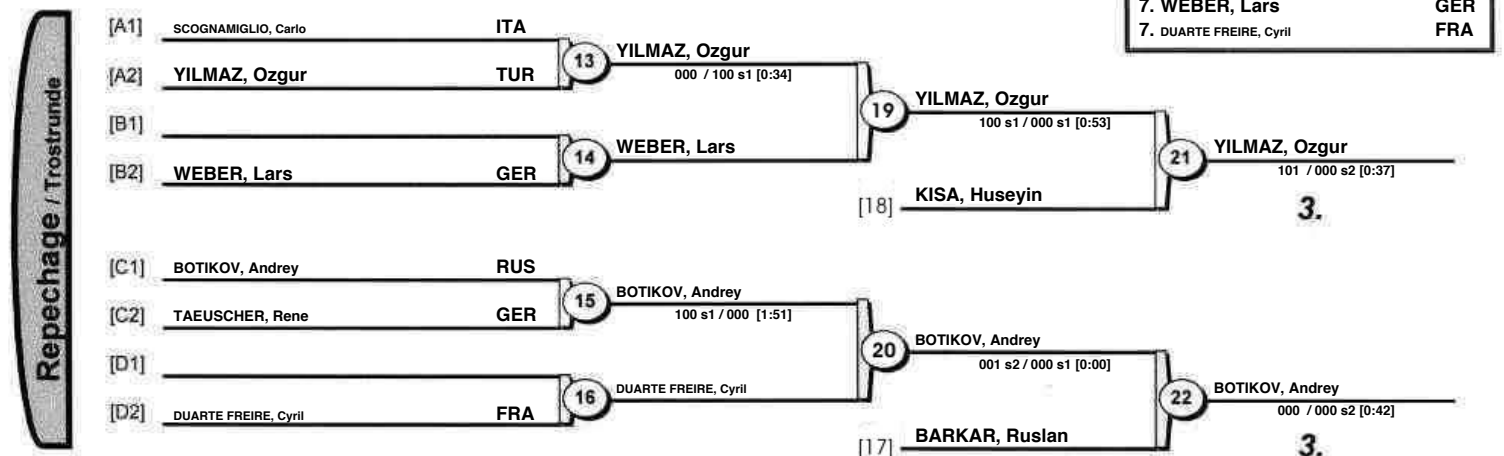 7. WEBER, Lars GER
7. DUARTE FREIRE, Cyril FRA
Repechage / Trostrunde
[A1] SCOGNAMIGLIO, Carlo ITA
[A2] YILMAZ, Ozgur TUR
13 YILMAZ, Ozgur
000 / 100 s1 [0:34]
[B1]
[B2] WEBER, Lars GER
14 WEBER, Lars
19 YILMAZ, Ozgur
100 s1 / 000 s1 [0:53]
[18] KISA, Huseyin
21 YILMAZ, Ozgur
101 / 000 s2 [0:37]
3.
[C1] BOTIKOV, Andrey RUS
[C2] TAEUSCHER, Rene GER
15 BOTIKOV, Andrey
100 s1 / 000 [1:51]
[D1]
[D2] DUARTE FREIRE, Cyril FRA
16 DUARTE FREIRE, Cyril
20 BOTIKOV, Andrey
001 s2 / 000 s1 [0:00]
[17] BARKAR, Ruslan
22 BOTIKOV, Andrey
000 / 000 s2 [0:42]
3.